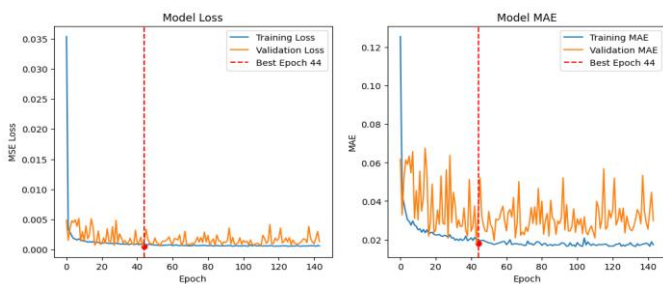 Model Loss
Training Loss
Validation Loss
Best Epoch 44
MSE Loss
0.035
0.030
0.025
0.020
0.015
0.010
0.005
0.000
0 20 40 60 80 100 120 140
Epoch
Model MAE
Training MAE
Validation MAE
Best Epoch 44
MAE
0.12
0.10
0.08
0.06
0.04
0.02
0 20 40 60 80 100 120 140
Epoch